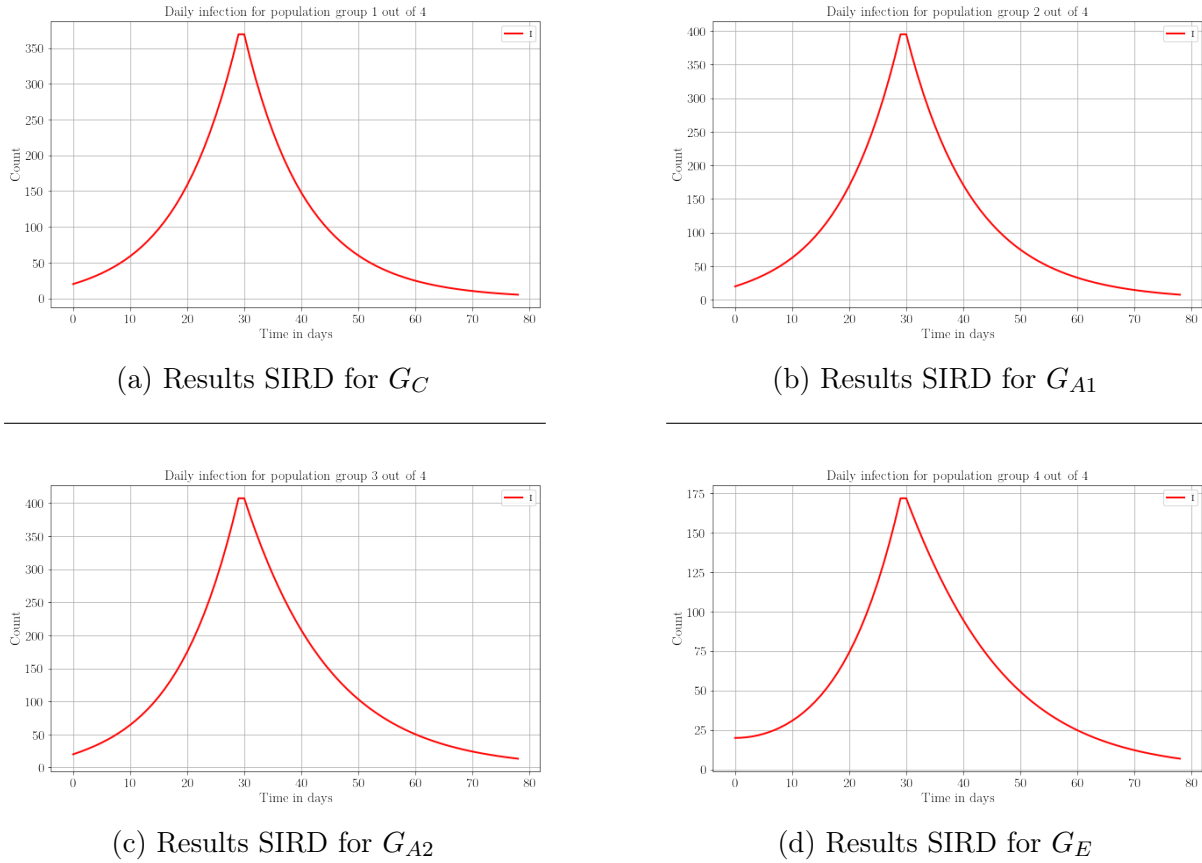 Daily infection for population group 1 out of 4
I
350
300
250
200
150
100
50
0
Count
0 10 20 30 40 50 60 70 80
Time in days
(a) Results SIRD for G_C
Daily infection for population group 2 out of 4
I
400
350
300
250
200
150
100
50
0
Count
0 10 20 30 40 50 60 70 80
Time in days
(b) Results SIRD for G_{A1}
Daily infection for population group 3 out of 4
I
400
350
300
250
200
150
100
50
0
Count
0 10 20 30 40 50 60 70 80
Time in days
(c) Results SIRD for G_{A2}
Daily infection for population group 4 out of 4
I
175
150
125
100
75
50
25
0
Count
0 10 20 30 40 50 60 70 80
Time in days
(d) Results SIRD for G_E